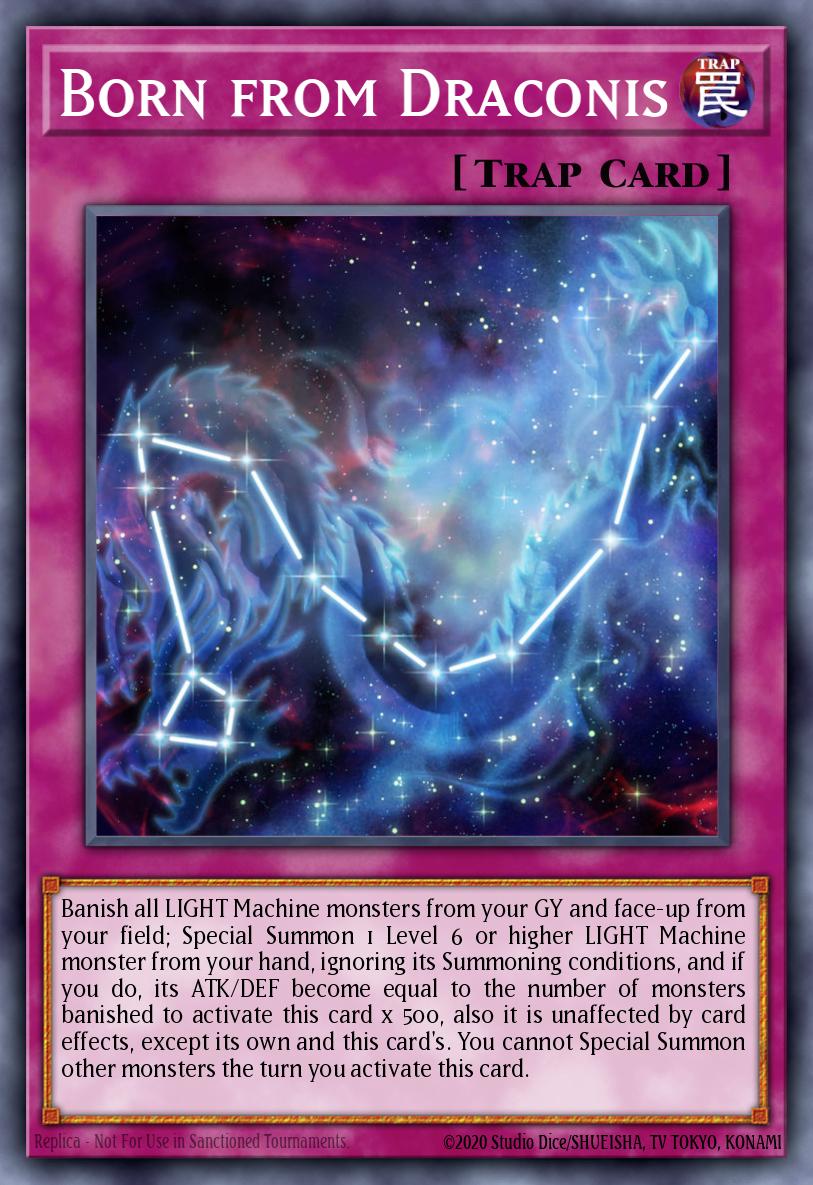 Born from Draconis
TRAP
罠
[Trap Card]
Banish all LIGHT Machine monsters from your GY and face-up from
your field; Special Summon 1 Level 6 or higher LIGHT Machine
monster from your hand, ignoring its Summoning conditions, and if
you do, its ATK/DEF become equal to the number of monsters
banished to activate this card x 500, also it is unaffected by card
effects, except its own and this card's. You cannot Special Summon
other monsters the turn you activate this card.
Replica - Not For Use in Sanctioned Tournaments.
©2020 Studio Dice/SHUEISHA, TV TOKYO, KONAMI